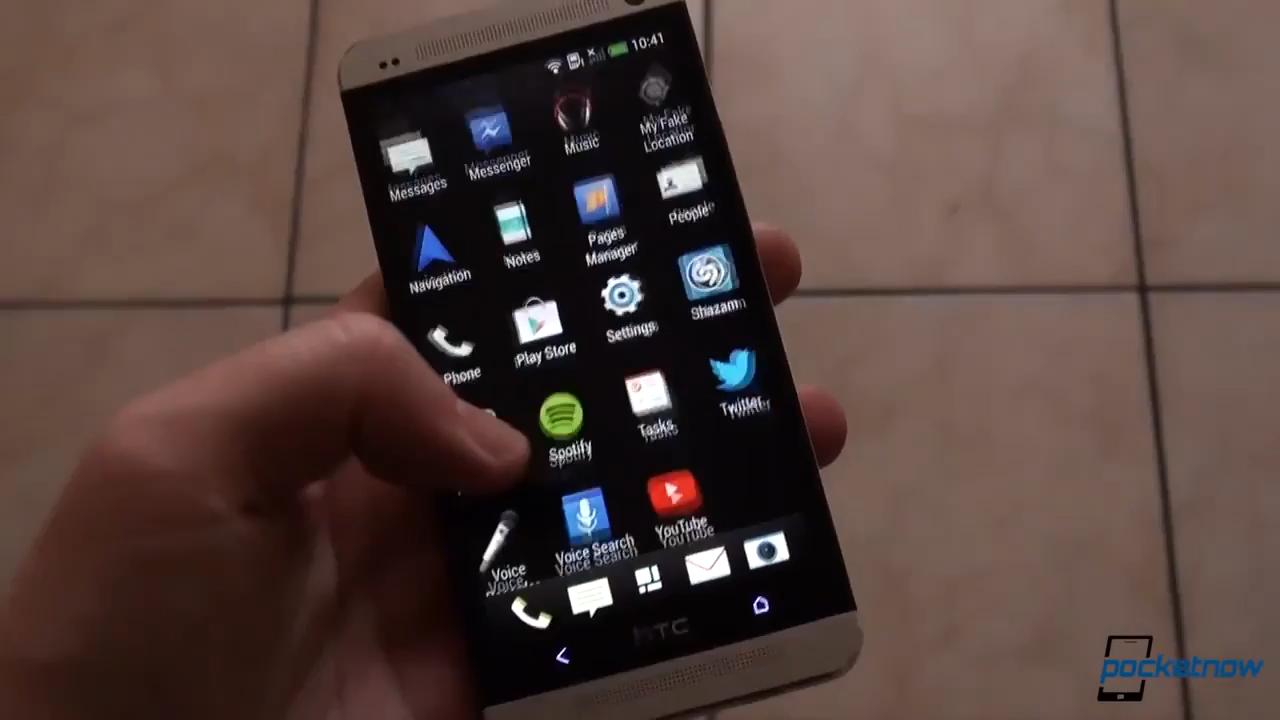 10:41
Messages
Messenger
Music
My Fake
Location
Navigation
Notes
Pages
Manager
People
Phone
Play Store
Settings
Shazam
Spotify
Tasks
Twitter
Voice
Voice Search
YouTube
hTC
pocketnow